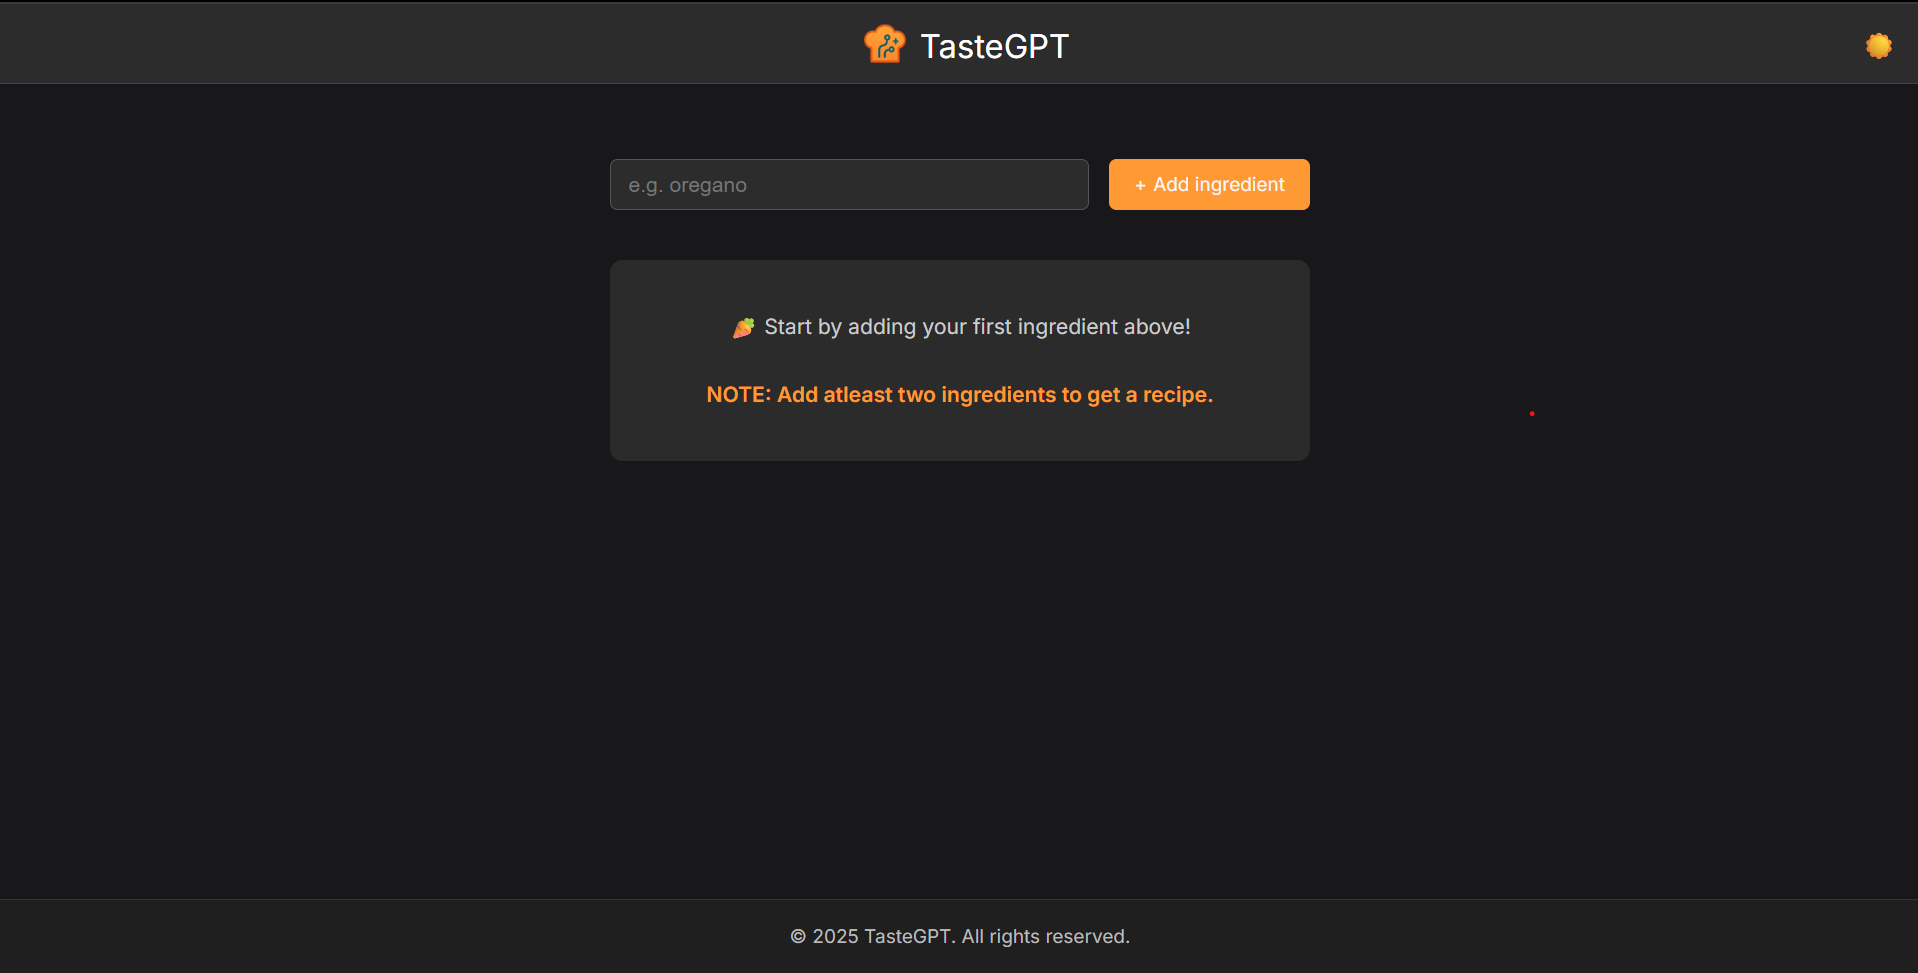 TasteGPT
e.g. oregano
+ Add ingredient
🥕 Start by adding your first ingredient above!
NOTE: Add atleast two ingredients to get a recipe.
© 2025 TasteGPT. All rights reserved.